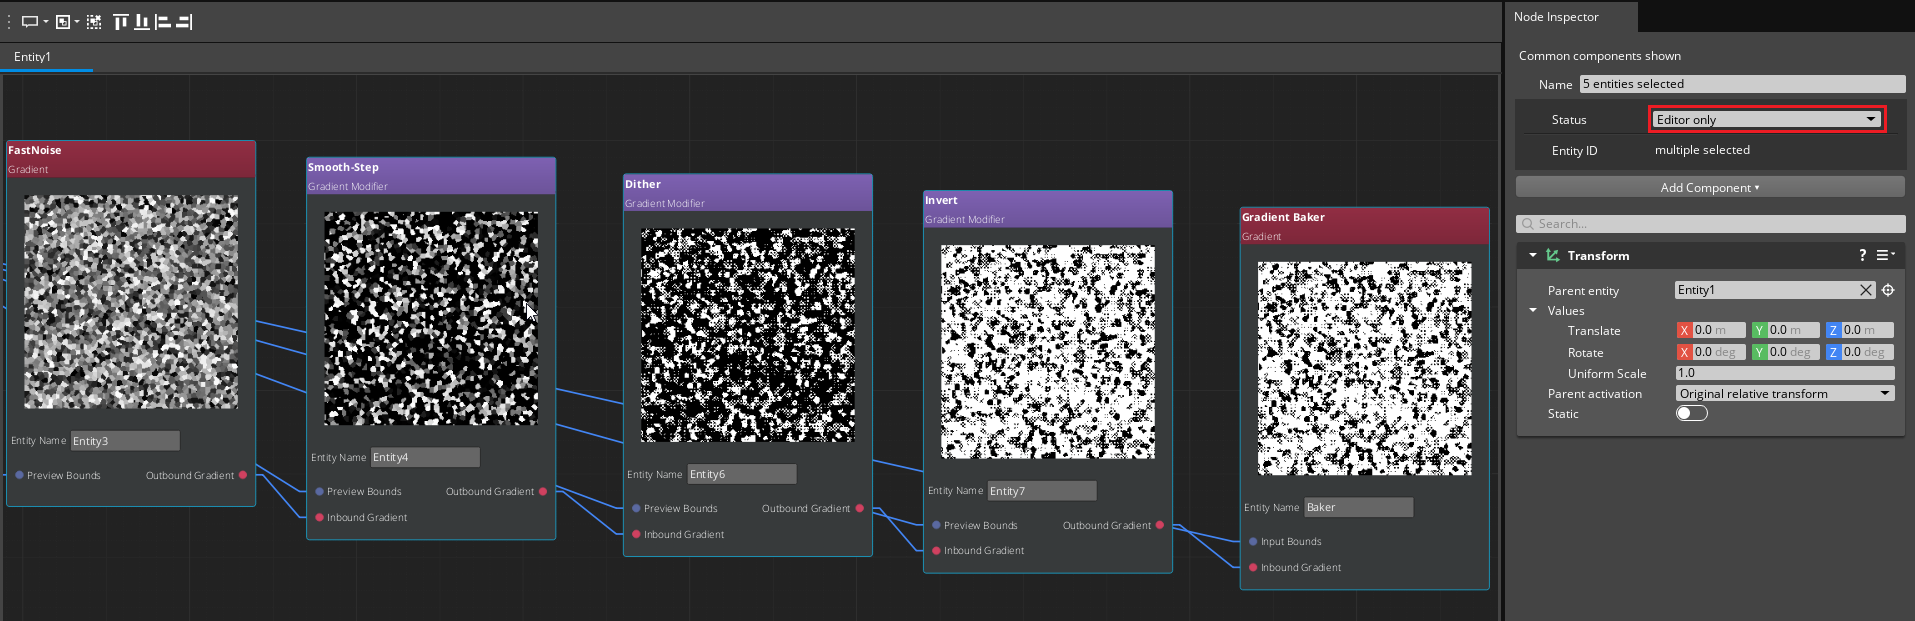 Entity1
FastNoise
Gradient
Entity Name Entity3
Preview Bounds Outbound Gradient
Smooth-Step
Gradient Modifier
Entity Name Entity4
Preview Bounds Outbound Gradient
Inbound Gradient
Dither
Gradient Modifier
Entity Name Entity6
Preview Bounds Outbound Gradient
Inbound Gradient
Invert
Gradient Modifier
Entity Name Entity7
Preview Bounds Outbound Gradient
Inbound Gradient
Gradient Baker
Gradient
Entity Name Baker
Input Bounds
Inbound Gradient
Node Inspector
Common components shown
Name 5 entities selected
Status Editor only
Entity ID multiple selected
Add Component
Search...
Transform ?
Parent entity Entity1
Values
Translate X 0.0 m Y 0.0 m Z 0.0 m
Rotate X 0.0 deg Y 0.0 deg Z 0.0 deg
Uniform Scale 1.0
Parent activation Original relative transform
Static